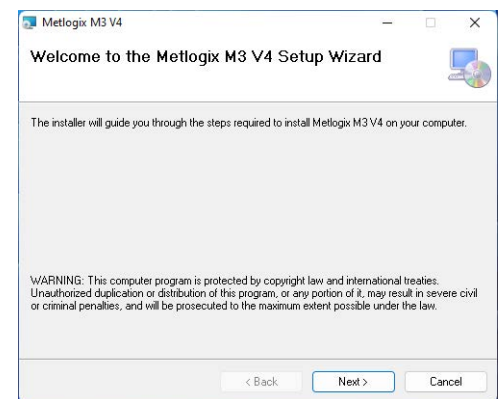 Metlogix M3 V4
Welcome to the Metlogix M3 V4 Setup Wizard
The installer will guide you through the steps required to install Metlogix M3 V4 on your computer.
WARNING: This computer program is protected by copyright law and international treaties.
Unauthorized duplication or distribution of this program, or any portion of it, may result in severe civil
or criminal penalties, and will be prosecuted to the maximum extent possible under the law.
< Back
Next >
Cancel